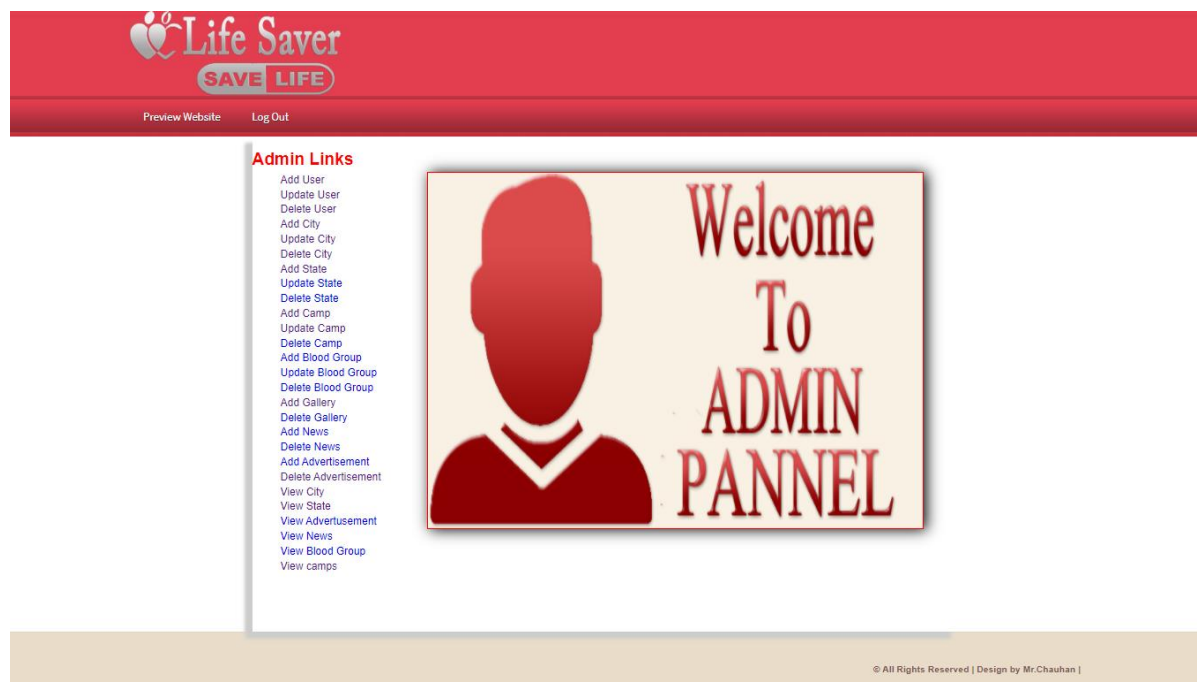 Life Saver
SAVE LIFE
Preview Website Log Out
Admin Links
Add User
Update User
Delete User
Add City
Update City
Delete City
Add State
Update State
Delete State
Add Camp
Update Camp
Delete Camp
Add Blood Group
Update Blood Group
Delete Blood Group
Add Gallery
Delete Gallery
Add News
Delete News
Add Advertisement
Delete Advertisement
View City
View State
View Advertusement
View News
View Blood Group
View camps
Welcome
To
ADMIN
PANNEL
© All Rights Reserved | Design by Mr.Chauhan |